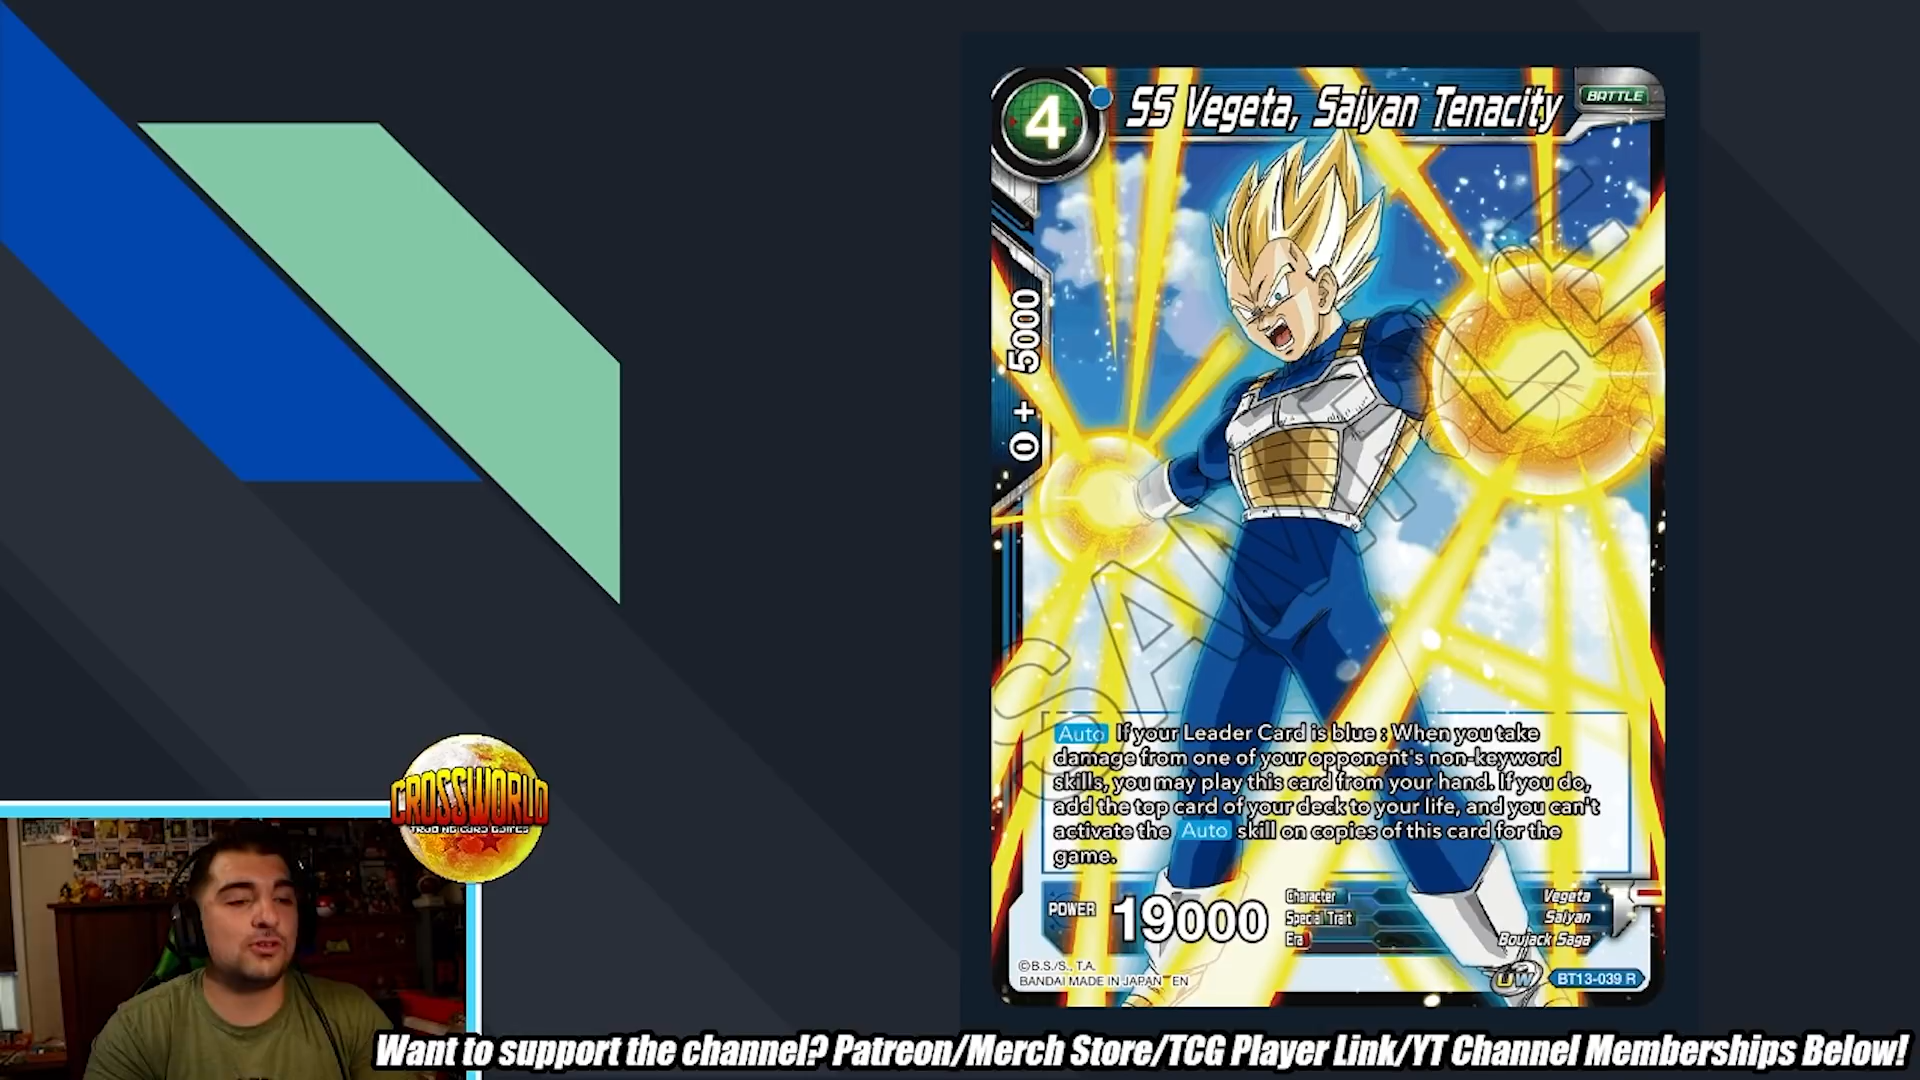 4
SS Vegeta, Saiyan Tenacity
BATTLE
0 + 5000
SAMPLE
Auto If your Leader Card is blue : When you take
damage from one of your opponent's non-keyword
skills, you may play this card from your hand. If you do,
add the top card of your deck to your life, and you can't
activate the Auto skill on copies of this card for the
game.
POWER 19000
Character Vegeta
Special Trait Saiyan
Era Boujack Saga
©B.S./S., T.A.
BANDAI MADE IN JAPAN EN
UW BT13-039 R
CROSSWORLD
TRADING CARD GAMES
Want to support the channel? Patreon/Merch Store/TCG Player Link/YT Channel Memberships Below!